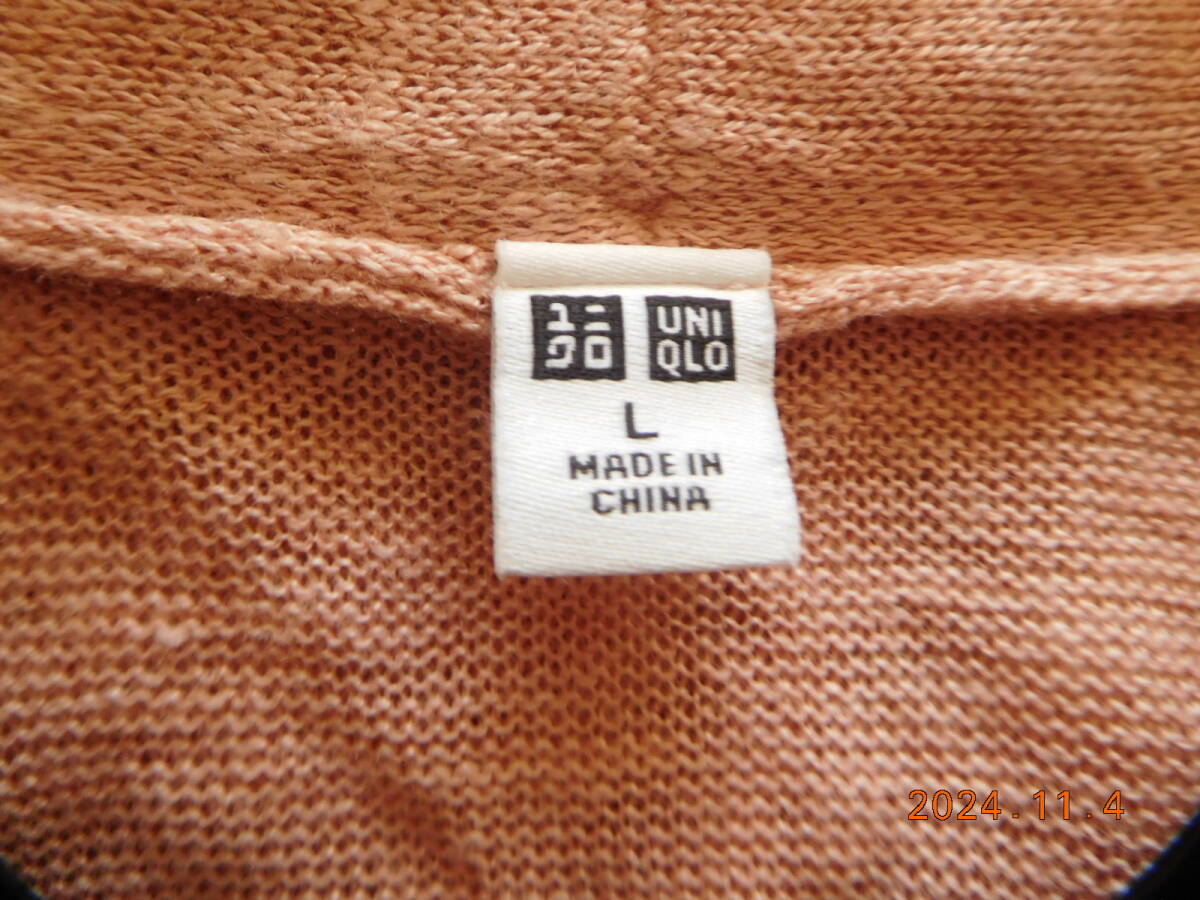 ユニ
クロ
UNI
QLO
L
MADE IN
CHINA
2024.11.4